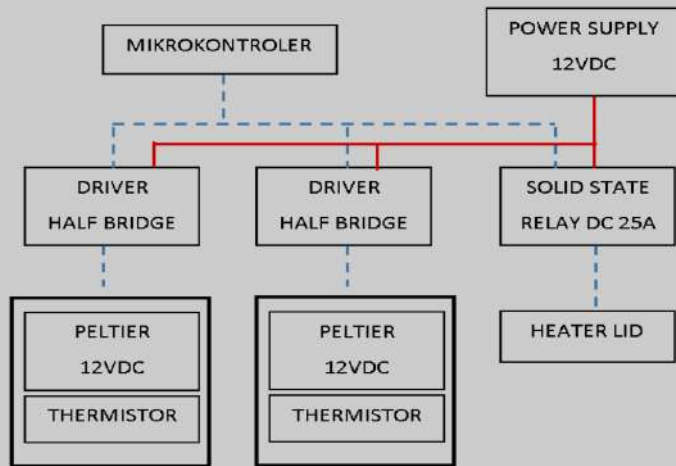 MIKROKONTROLER
POWER SUPPLY
12VDC
DRIVER
HALF BRIDGE
DRIVER
HALF BRIDGE
SOLID STATE
RELAY DC 25A
PELTIER
12VDC
THERMISTOR
PELTIER
12VDC
THERMISTOR
HEATER LID